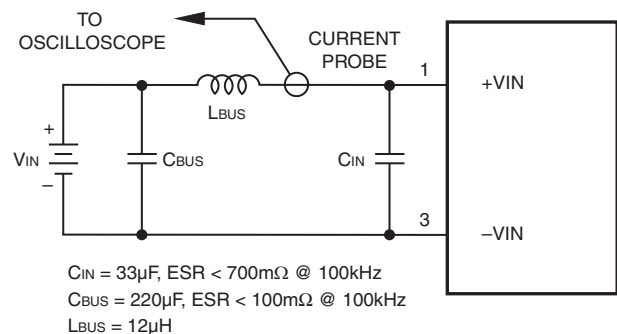 TO
OSCILLOSCOPE
CURRENT
PROBE
1
+VIN
LBUS
+
VIN
–
CBUS
CIN
3
–VIN
CIN = 33µF, ESR < 700mΩ @ 100kHz
CBUS = 220µF, ESR < 100mΩ @ 100kHz
LBUS = 12µH